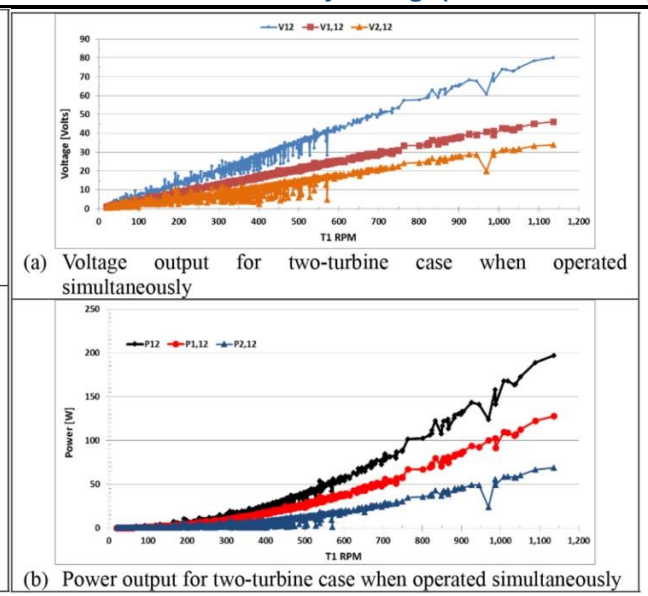 V12 V1,12 V2,12
90
80
70
60
50
40
30
20
10
0
Voltage [Volts]
0 100 200 300 400 500 600 700 800 900 1,000 1,100 1,200
T1 RPM
(a) Voltage output for two-turbine case when operated
simultaneously
250
200
150
100
50
0
P12 P1,12 P2,12
Power [W]
0 100 200 300 400 500 600 700 800 900 1,000 1,100 1,200
T1 RPM
(b) Power output for two-turbine case when operated simultaneously